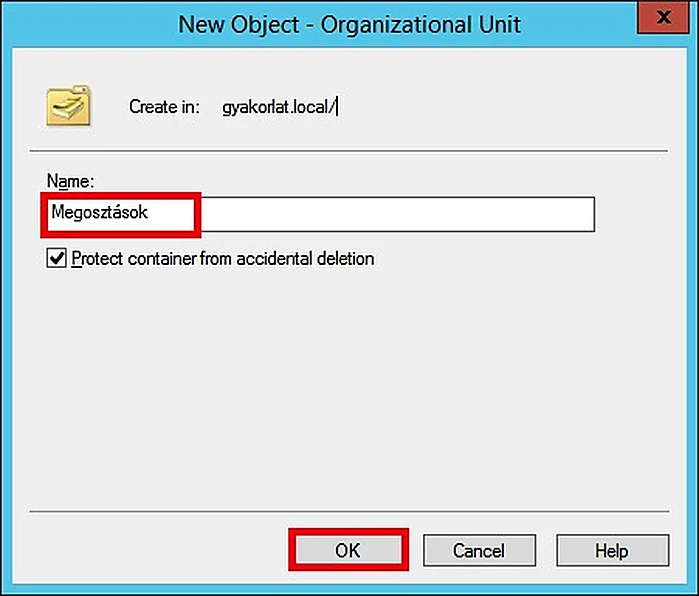 New Object - Organizational Unit
x
Create in: gyakorlat.local/
Name:
Megosztások
Protect container from accidental deletion
OK Cancel Help